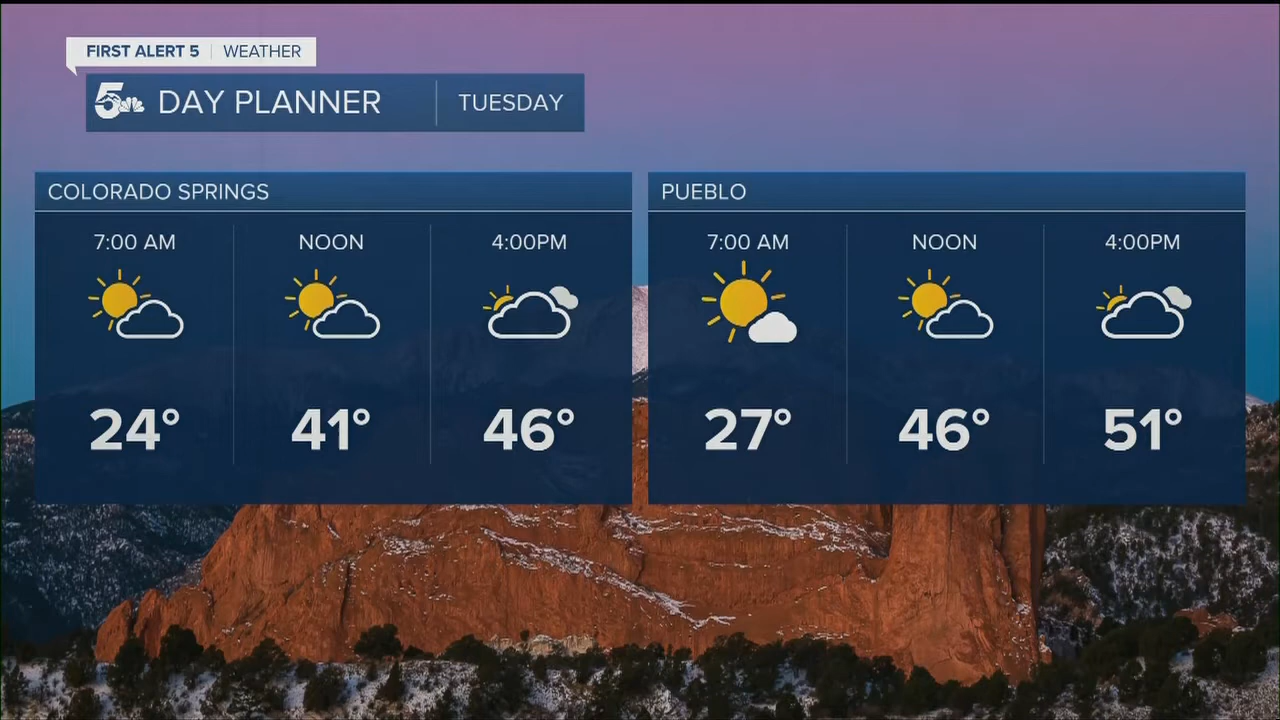 FIRST ALERT 5 | WEATHER
5 DAY PLANNER TUESDAY
COLORADO SPRINGS
7:00 AM NOON 4:00PM
24° 41° 46°
PUEBLO
7:00 AM NOON 4:00PM
27° 46° 51°